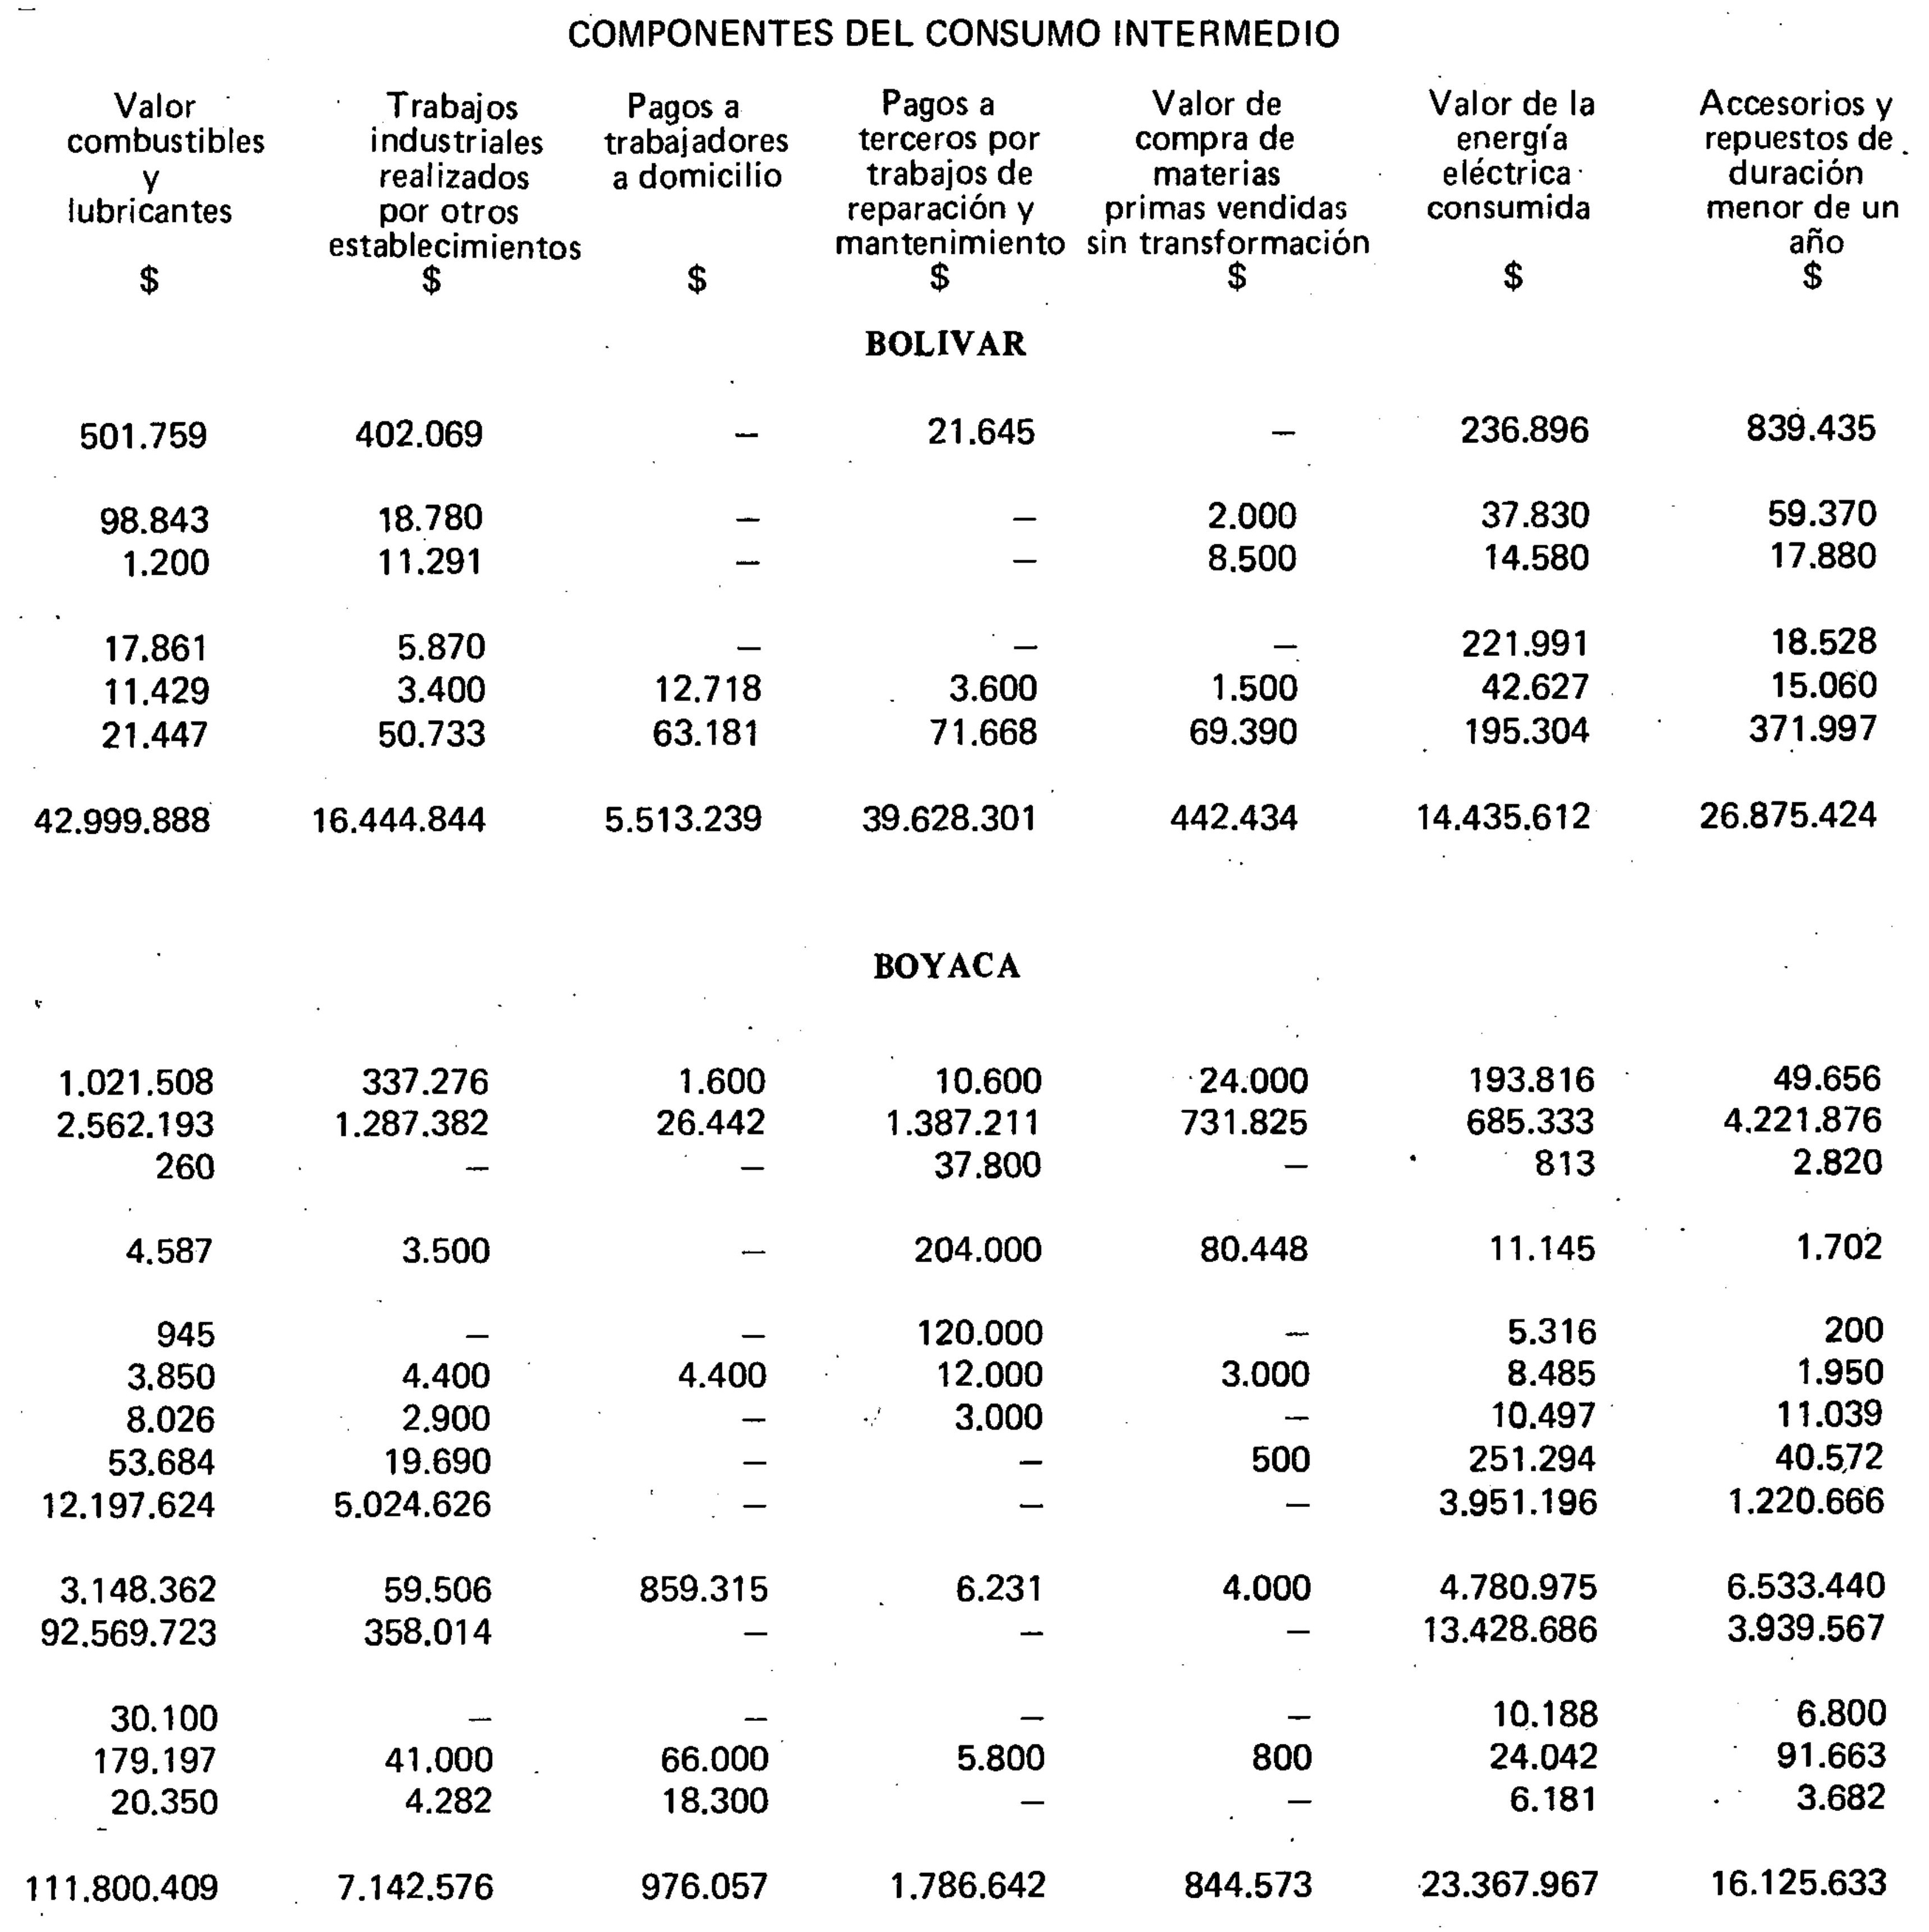 COMPONENTES DEL CONSUMO INTERMEDIO
Valor Trabajos Pagos a Pagos a Valor de Valor de la Accesorios y
combustibles industriales trabajadores terceros por compra de energía repuestos de
y realizados a domicilio trabajos de materias eléctrica duración
lubricantes por otros reparación y primas vendidas consumida menor de un
establecimientos mantenimiento sin transformación año
$ $ $ $ $ $ $
BOLIVAR
501.759 402.069 — 21.645 — 236.896 839.435
98.843 18.780 — — 2.000 37.830 59.370
1.200 11.291 — — 8.500 14.580 17.880
17.861 5.870 — — — 221.991 18.528
11.429 3.400 12.718 3.600 1.500 42.627 15.060
21.447 50.733 63.181 71.668 69.390 195.304 371.997
42.999.888 16.444.844 5.513.239 39.628.301 442.434 14.435.612 26.875.424
BOYACA
1.021.508 337.276 1.600 10.600 24.000 193.816 49.656
2.562.193 1.287.382 26.442 1.387.211 731.825 685.333 4.221.876
260 — — 37.800 — 813 2.820
4.587 3.500 — 204.000 80.448 11.145 1.702
945 — — 120.000 — 5.316 200
3.850 4.400 4.400 12.000 3.000 8.485 1.950
8.026 2.900 — 3.000 — 10.497 11.039
53.684 19.690 — — 500 251.294 40.572
12.197.624 5.024.626 — — — 3.951.196 1.220.666
3.148.362 59.506 859.315 6.231 4.000 4.780.975 6.533.440
92.569.723 358.014 — — — 13.428.686 3.939.567
30.100 — — — — 10.188 6.800
179.197 41.000 66.000 5.800 800 24.042 91.663
20.350 4.282 18.300 — — 6.181 3.682
111.800.409 7.142.576 976.057 1.786.642 844.573 23.367.967 16.125.633